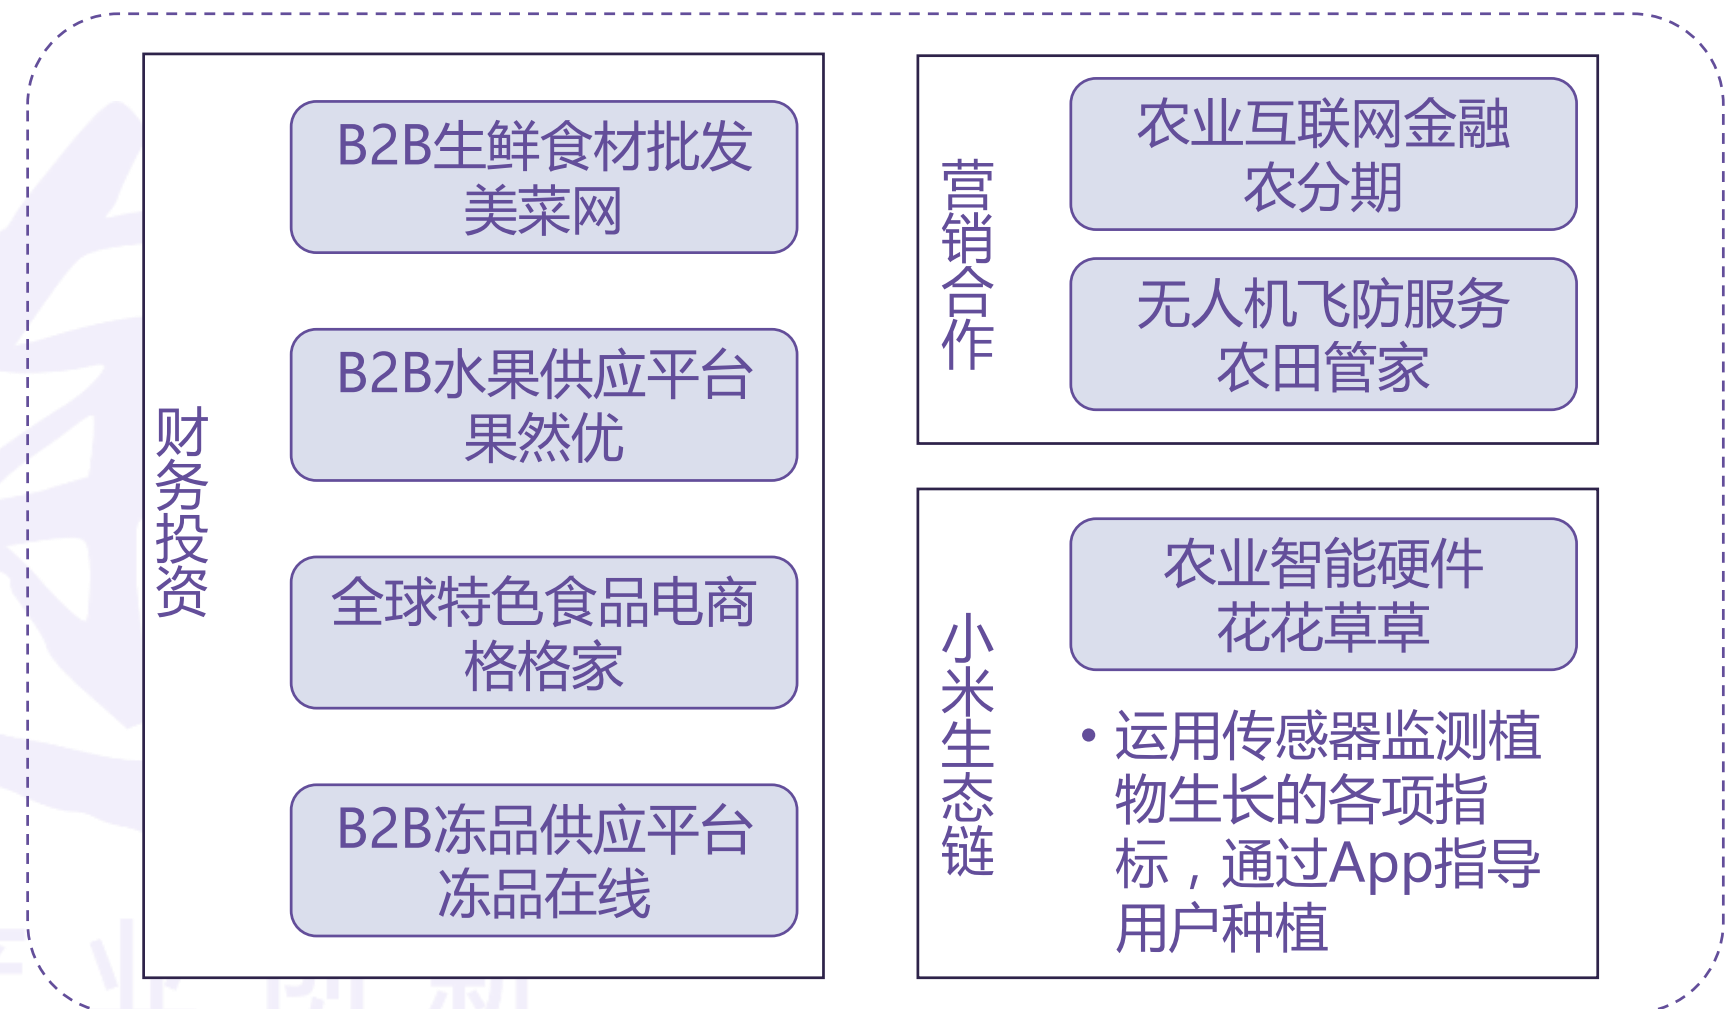 财务投资
B2B生鲜食材批发
美菜网
B2B水果供应平台
果然优
全球特色食品电商
格格家
B2B冻品供应平台
冻品在线
营销合作
农业互联网金融
农分期
无人机飞防服务
农田管家
小米生态链
农业智能硬件
花花草草
• 运用传感器监测植
物生长的各项指
标，通过App指导
用户种植